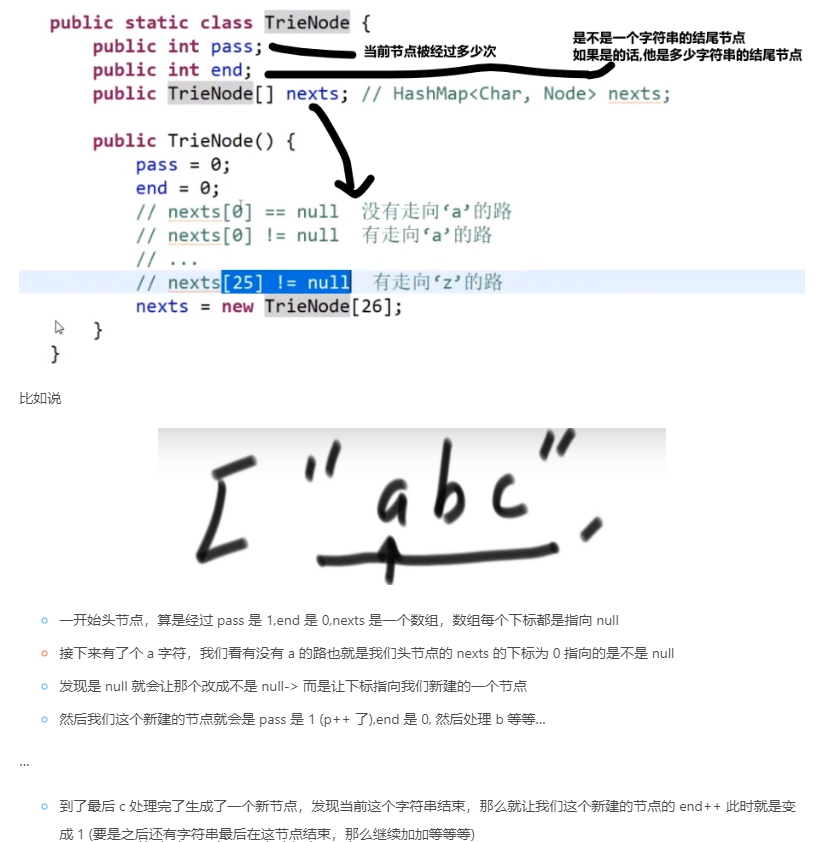 public static class TrieNode {
public int pass; 当前节点被经过多少次
是不是一个字符串的结尾节点
如果是的话,他是多少字符串的结尾节点
public int end;
public TrieNode[] nexts; // HashMap<Char, Node> nexts;
public TrieNode() {
pass = 0;
end = 0;
// nexts[0] == null 没有走向‘a’的路
// nexts[0] != null 有走向‘a’的路
// ...
// nexts[25] != null 有走向‘z’的路
nexts = new TrieNode[26];
}
}
比如说
[ "abc" ,
一开始头节点，算是经过 pass 是 1,end 是 0,nexts 是一个数组，数组每个下标都是指向 null
接下来有了个 a 字符，我们看有没有 a 的路也就是我们头节点的 nexts 的下标为 0 指向的是不是 null
发现是 null 就会让那个改成不是 null-> 而是让下标指向我们新建的一个节点
然后我们这个新建的节点就会是 pass 是 1 (p++ 了),end 是 0, 然后处理 b 等等...
...
到了最后 c 处理完了生成了一个新节点，发现当前这个字符串结束，那么就让我们这个新建的节点的 end++ 此时就是变
成 1 (要是之后还有字符串最后在这节点结束，那么继续加加等等等)